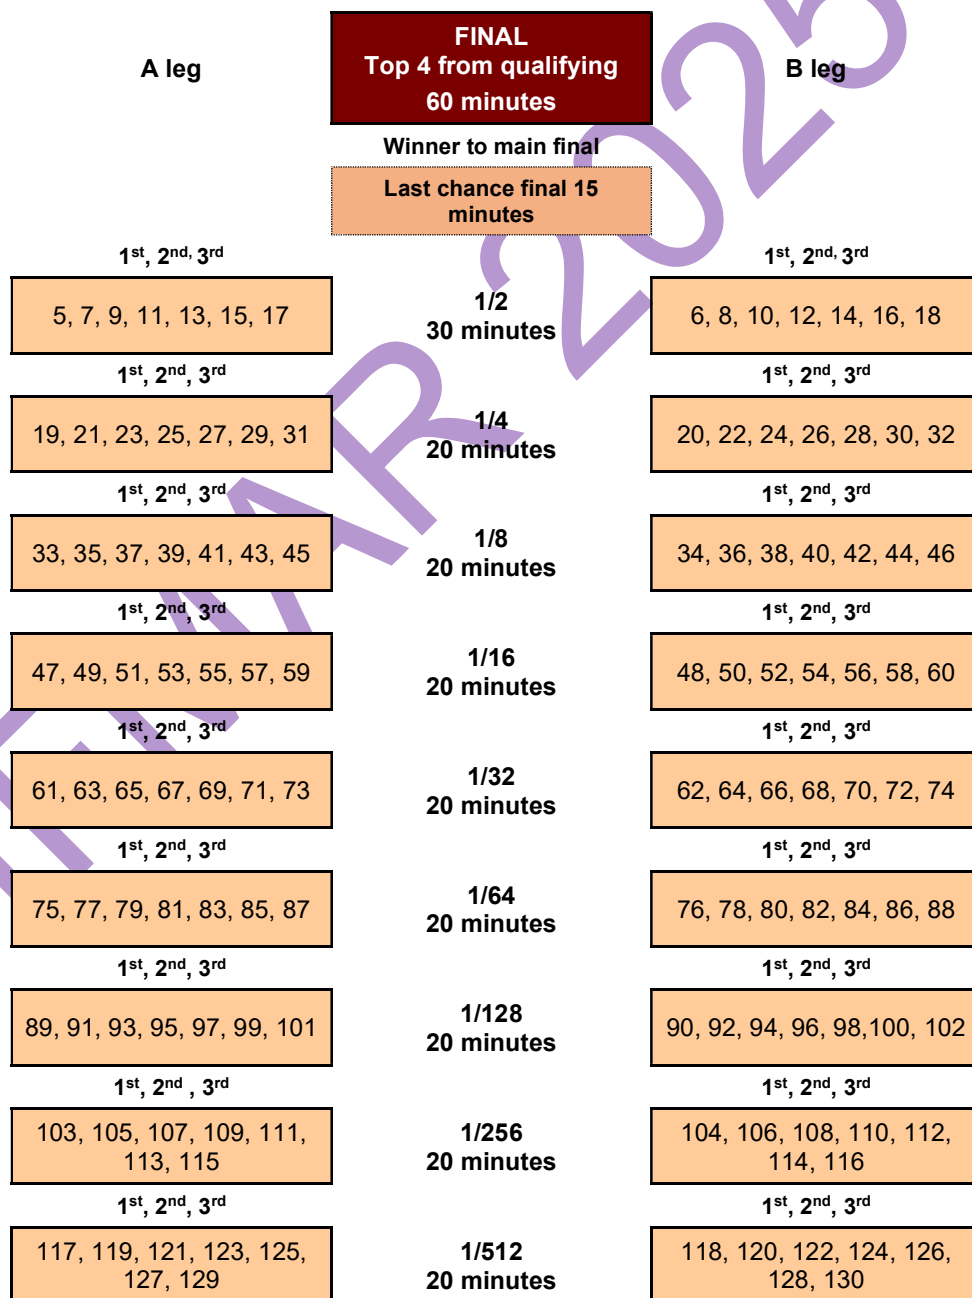 FINAL
Top 4 from qualifying
60 minutes
A leg
B leg
Winner to main final
Last chance final 15
minutes
1st, 2nd, 3rd
1st, 2nd, 3rd
5, 7, 9, 11, 13, 15, 17
1/2
30 minutes
6, 8, 10, 12, 14, 16, 18
1st, 2nd, 3rd
1st, 2nd, 3rd
19, 21, 23, 25, 27, 29, 31
1/4
20 minutes
20, 22, 24, 26, 28, 30, 32
1st, 2nd, 3rd
1st, 2nd, 3rd
33, 35, 37, 39, 41, 43, 45
1/8
20 minutes
34, 36, 38, 40, 42, 44, 46
1st, 2nd, 3rd
1st, 2nd, 3rd
47, 49, 51, 53, 55, 57, 59
1/16
20 minutes
48, 50, 52, 54, 56, 58, 60
1st, 2nd, 3rd
1st, 2nd, 3rd
61, 63, 65, 67, 69, 71, 73
1/32
20 minutes
62, 64, 66, 68, 70, 72, 74
1st, 2nd, 3rd
1st, 2nd, 3rd
75, 77, 79, 81, 83, 85, 87
1/64
20 minutes
76, 78, 80, 82, 84, 86, 88
1st, 2nd, 3rd
1st, 2nd, 3rd
89, 91, 93, 95, 97, 99, 101
1/128
20 minutes
90, 92, 94, 96, 98,100, 102
1st, 2nd , 3rd
1st, 2nd, 3rd
103, 105, 107, 109, 111,
113, 115
1/256
20 minutes
104, 106, 108, 110, 112,
114, 116
1st, 2nd, 3rd
1st, 2nd, 3rd
117, 119, 121, 123, 125,
127, 129
1/512
20 minutes
118, 120, 122, 124, 126,
128, 130
IFMAR 2025